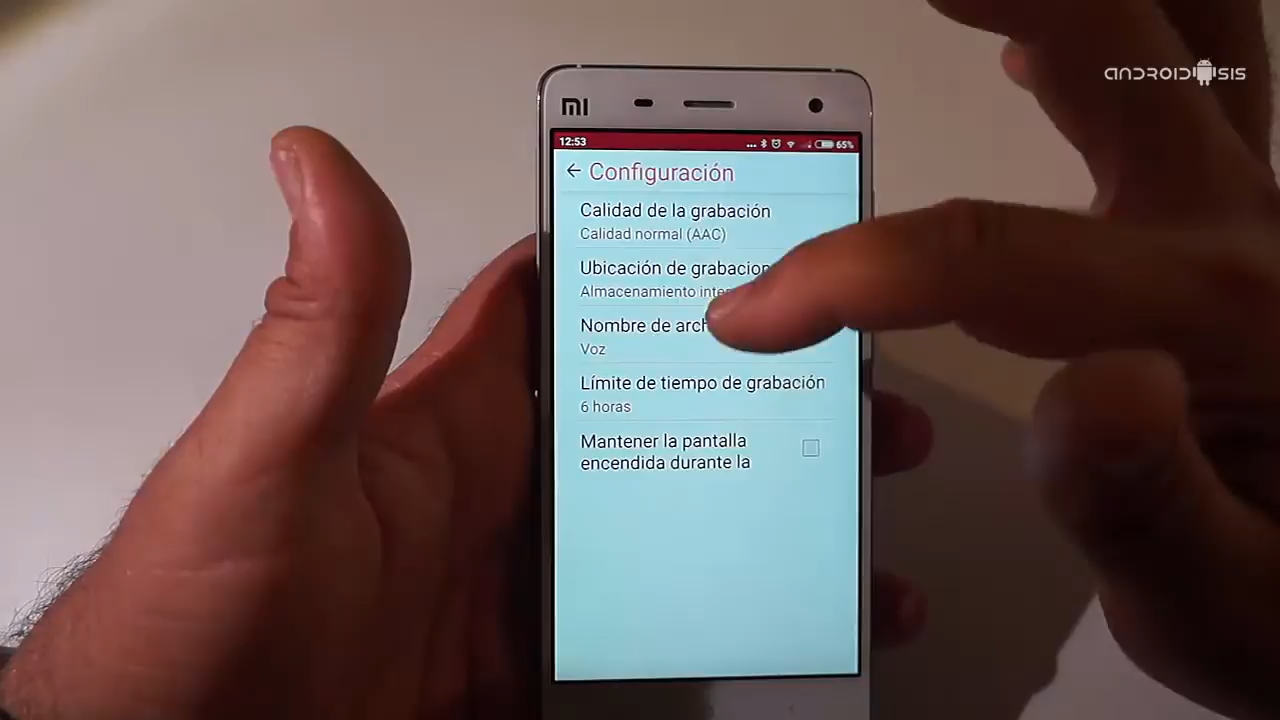 ANDROIDSIS
MI
12:53
65%
Configuración
Calidad de la grabación
Calidad normal (AAC)
Ubicación de
Almacenamiento
Nombre de
Voz
Límite de tiempo de grabación
6 horas
Mantener la pantalla
encendida durante la